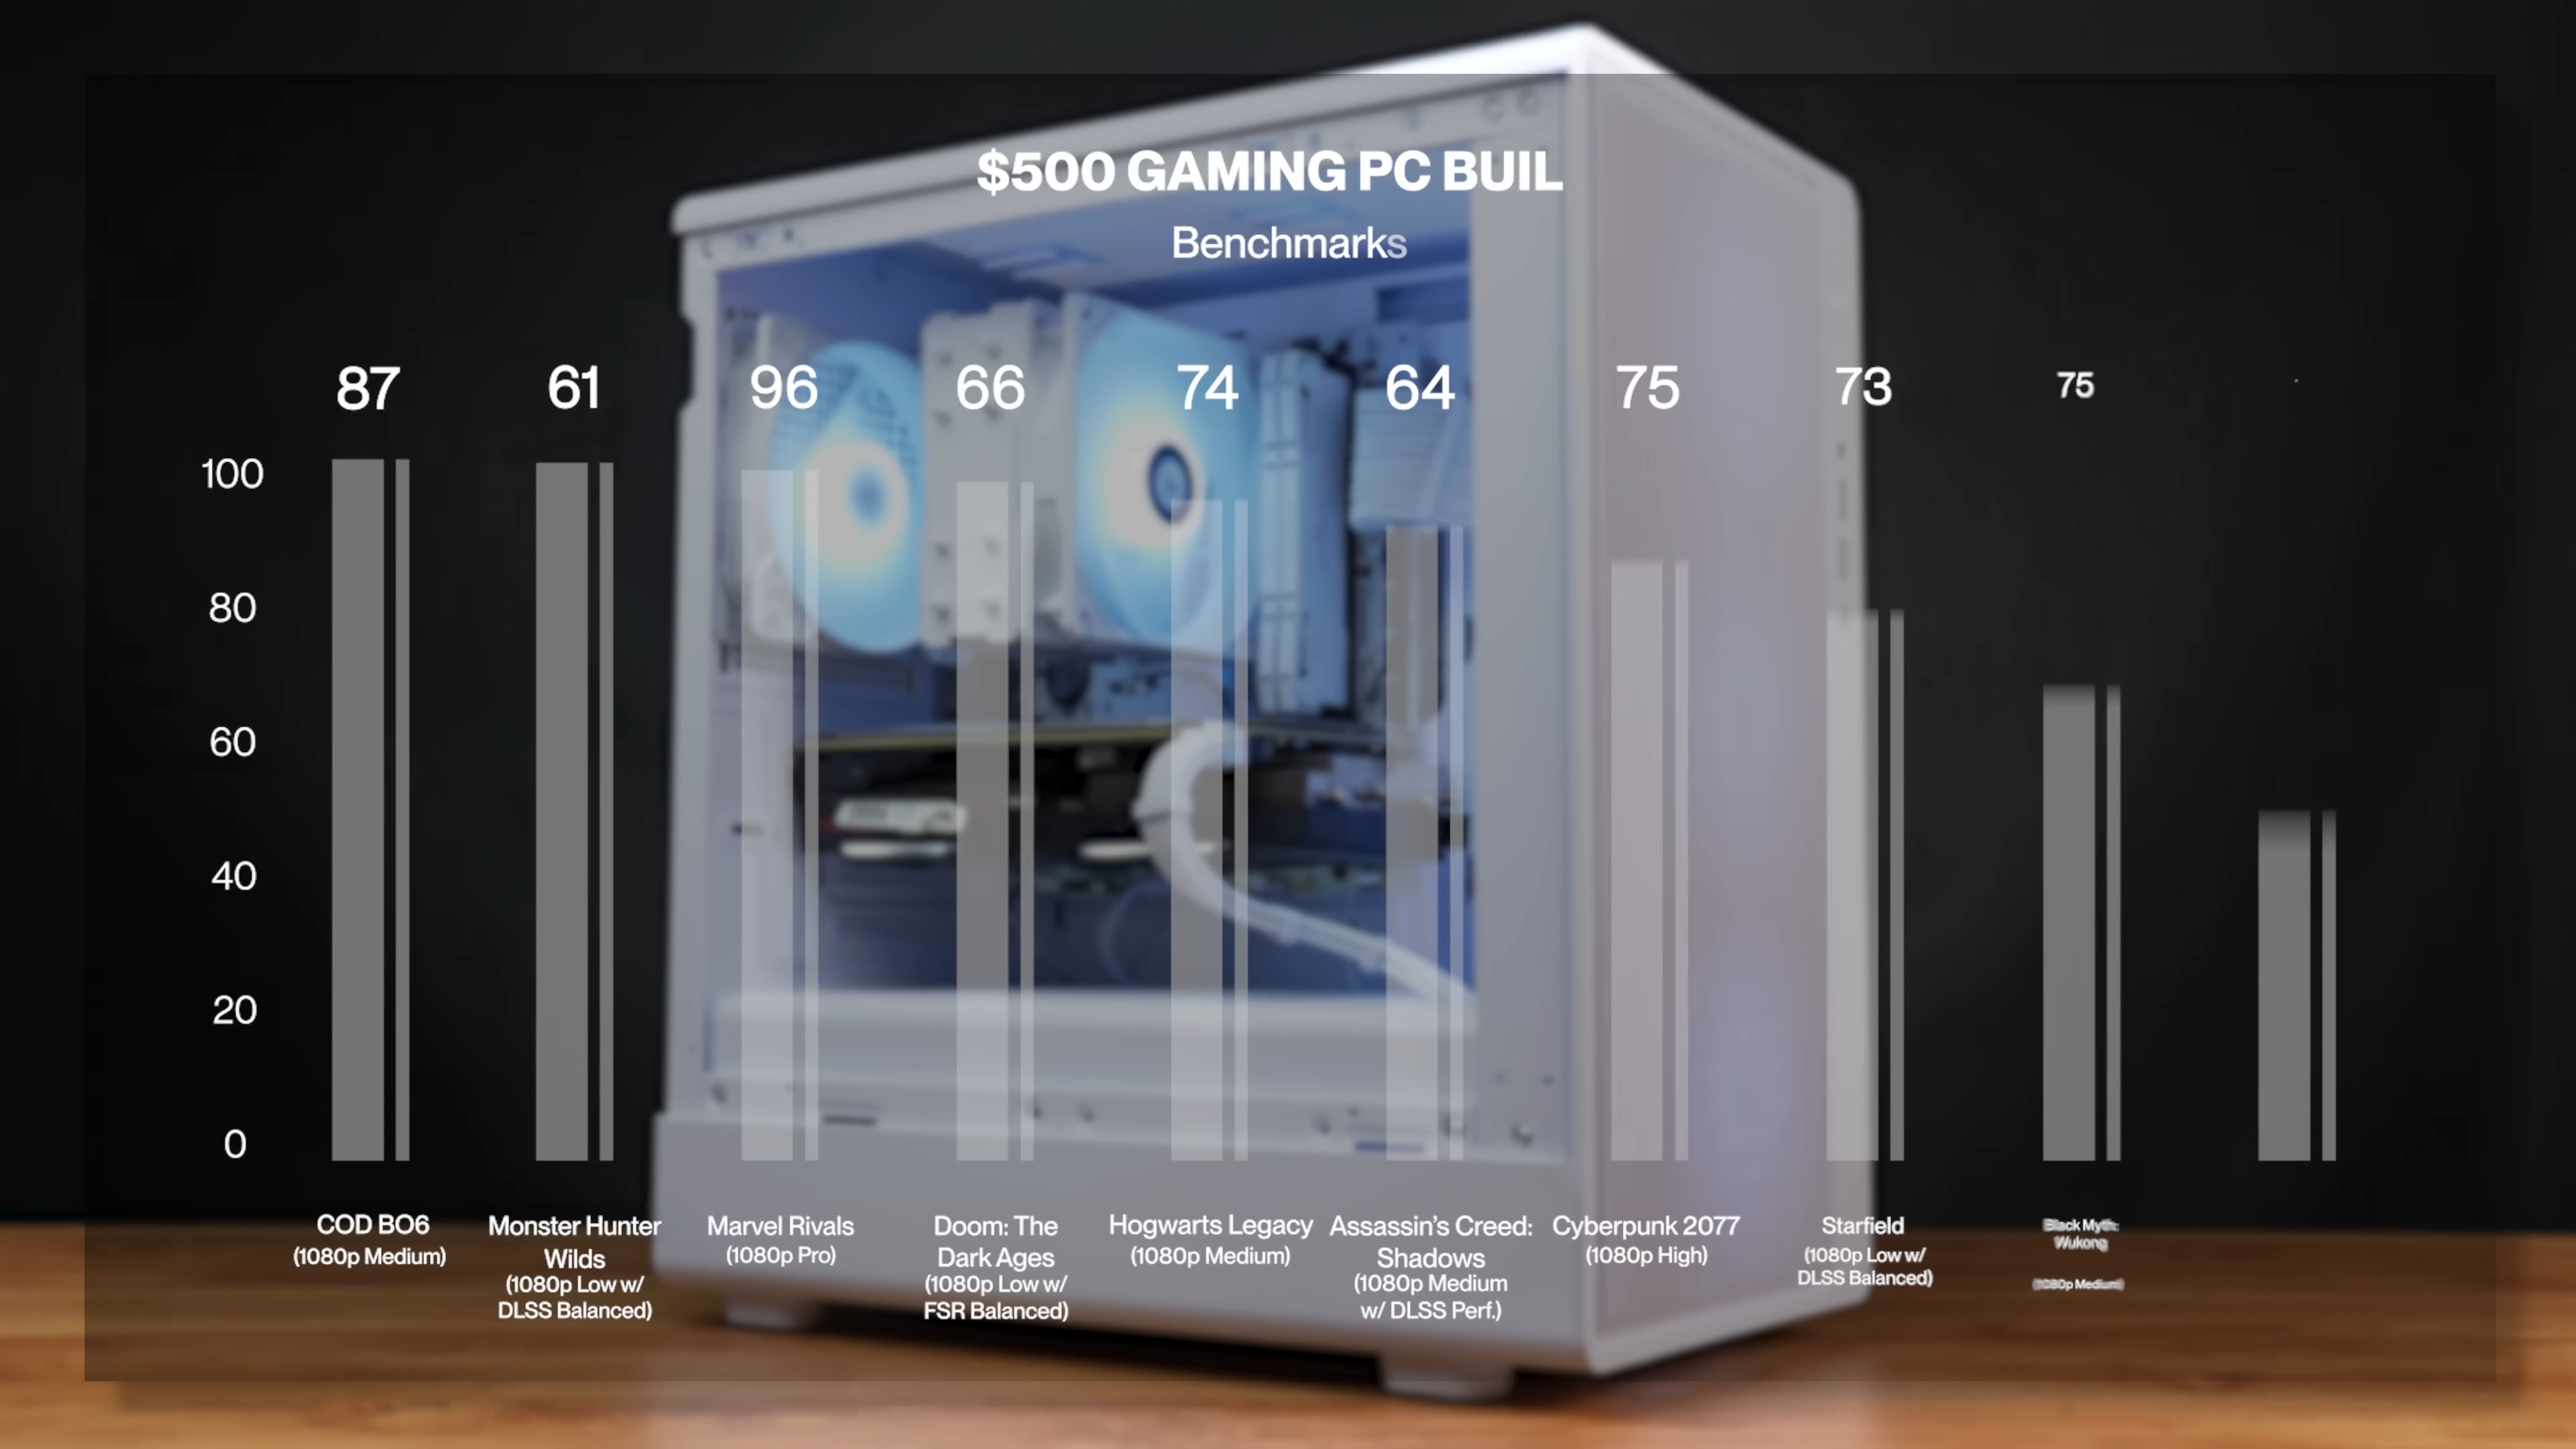 $500 GAMING PC BUIL
Benchmarks
87 61 96 66 74 64 75 73 75
100
80
60
40
20
0
COD BO6
(1080p Medium)
Monster Hunter
Wilds
(1080p Low w/
DLSS Balanced)
Marvel Rivals
(1080p Pro)
Doom: The
Dark Ages
(1080p Low w/
FSR Balanced)
Hogwarts Legacy
(1080p Medium)
Assassin's Creed:
Shadows
(1080p Medium
w/ DLSS Perf.)
Cyberpunk 2077
(1080p High)
Starfield
(1080p Low w/
DLSS Balanced)
Black Myth:
Wukong
(1080p Medium)